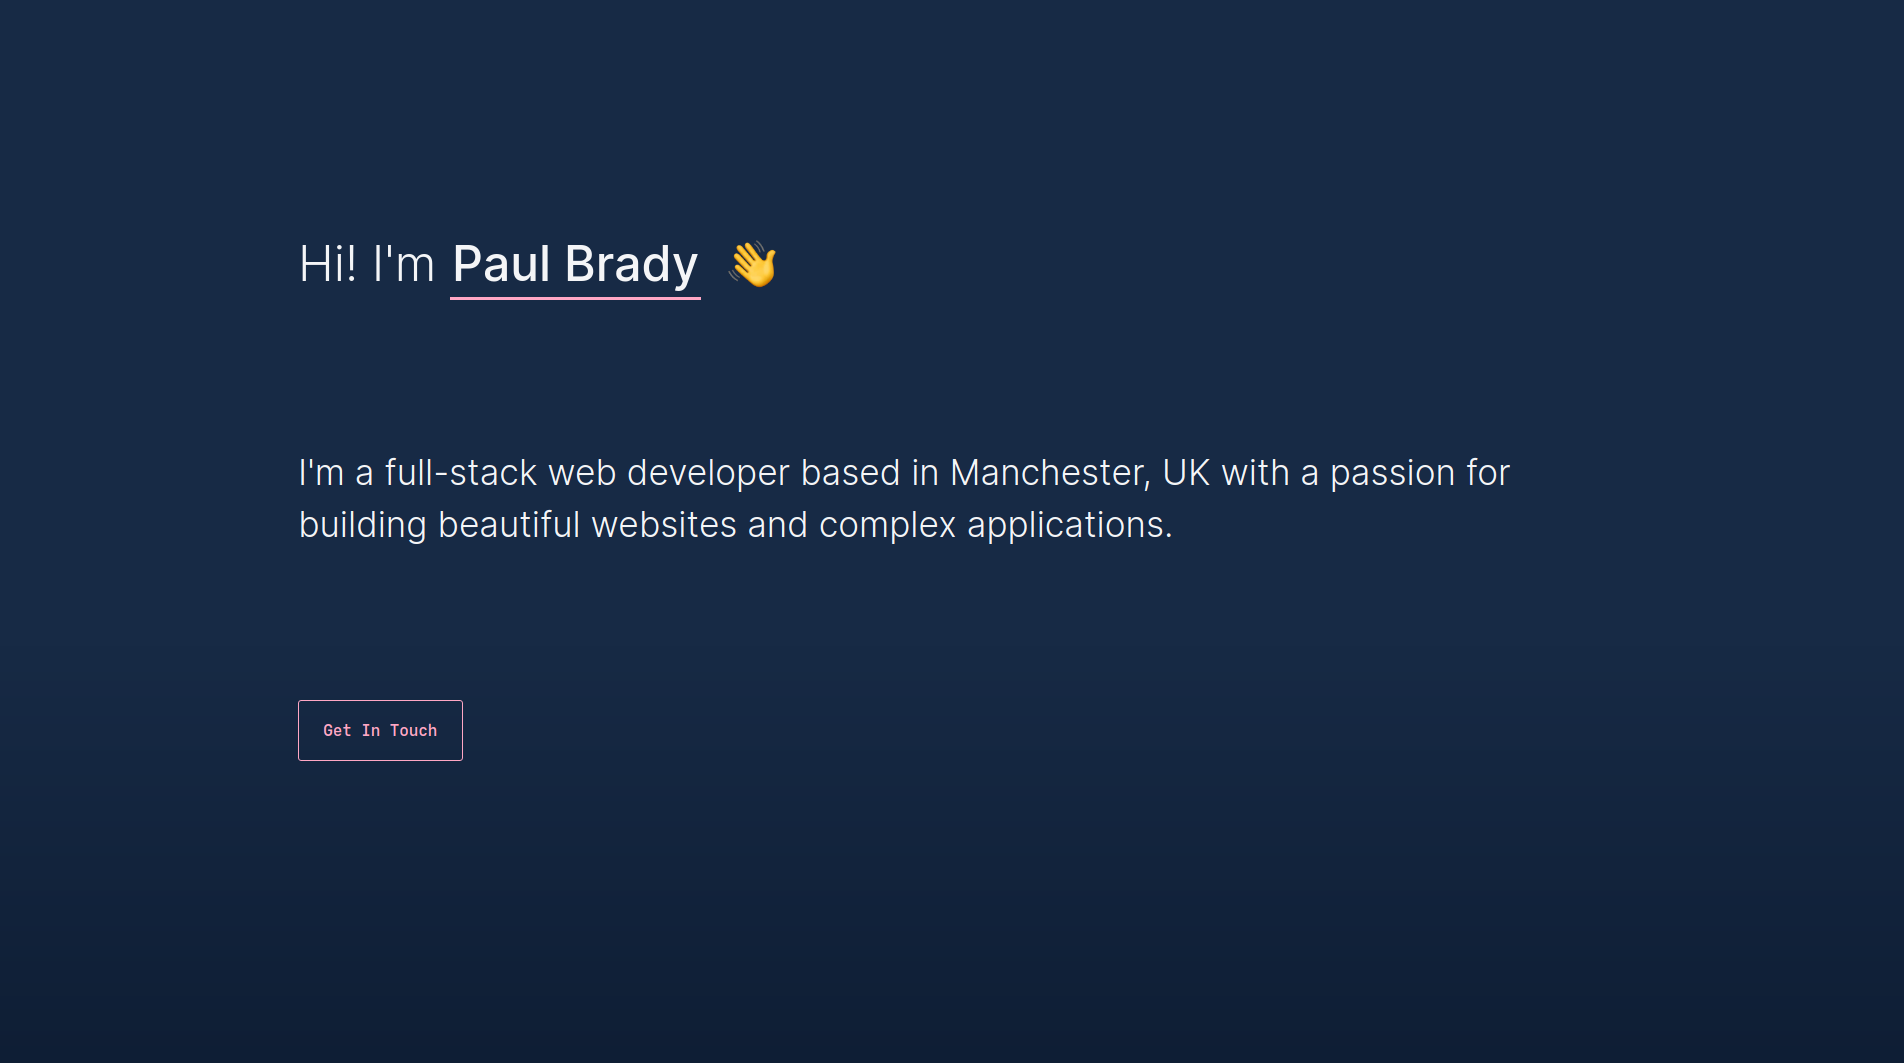 Hi! I'm Paul Brady 👋
I'm a full-stack web developer based in Manchester, UK with a passion for
building beautiful websites and complex applications.
Get In Touch